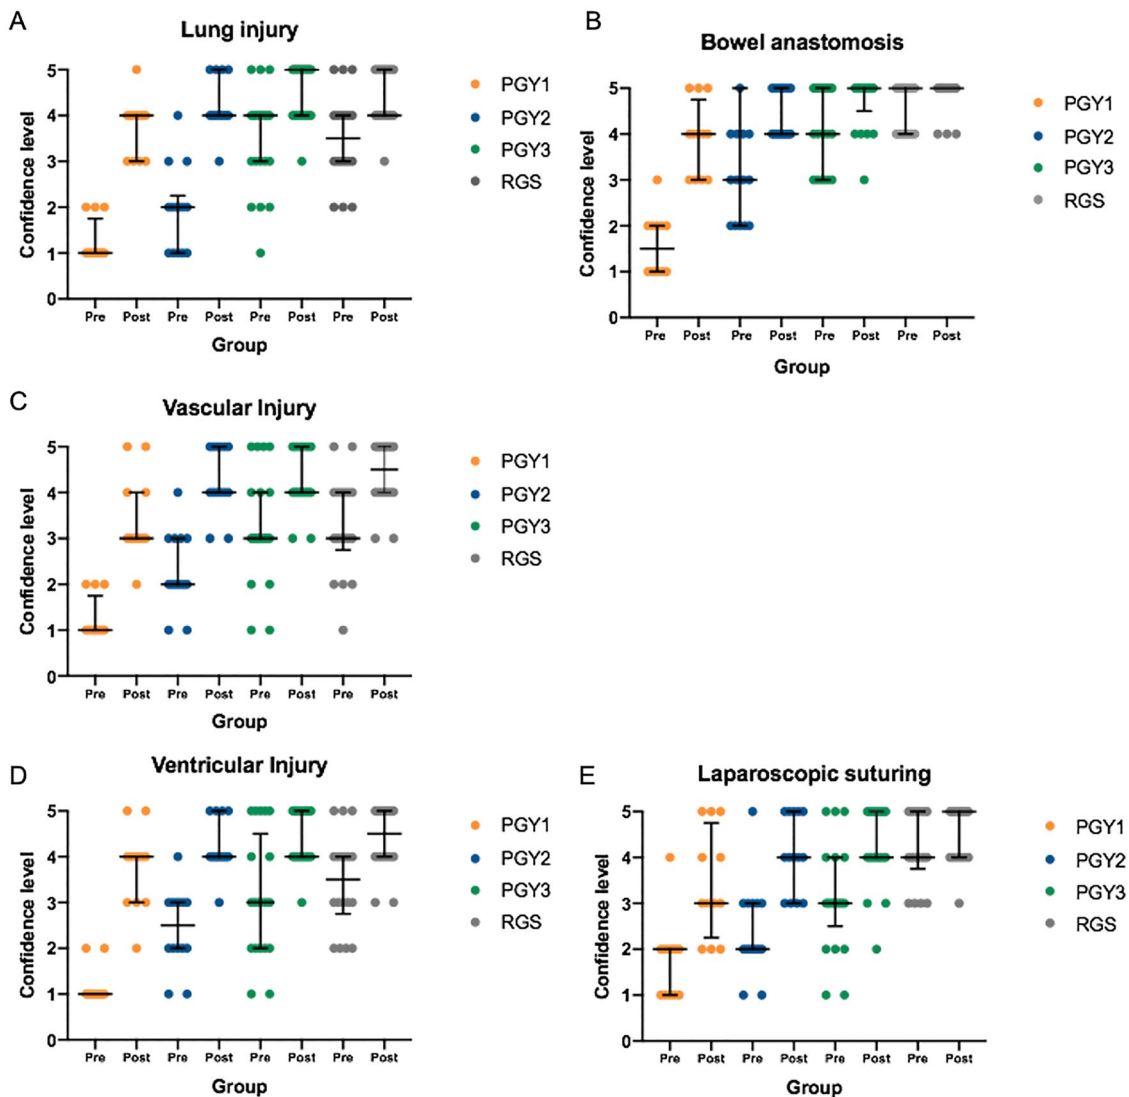 A
Lung injury
Confidence level
5
4
3
2
1
0
Pre Post Pre Post Pre Post Pre Post
Group
PGY1
PGY2
PGY3
RGS
B
Bowel anastomosis
Confidence level
5
4
3
2
1
0
Pre Post Pre Post Pre Post Pre Post
Group
PGY1
PGY2
PGY3
RGS
C
Vascular Injury
Confidence level
5
4
3
2
1
0
Pre Post Pre Post Pre Post Pre Post
Group
PGY1
PGY2
PGY3
RGS
D
Ventricular Injury
Confidence level
5
4
3
2
1
0
Pre Post Pre Post Pre Post Pre Post
Group
PGY1
PGY2
PGY3
RGS
E
Laparoscopic suturing
Confidence level
5
4
3
2
1
0
Pre Post Pre Post Pre Post Pre Post
Group
PGY1
PGY2
PGY3
RGS